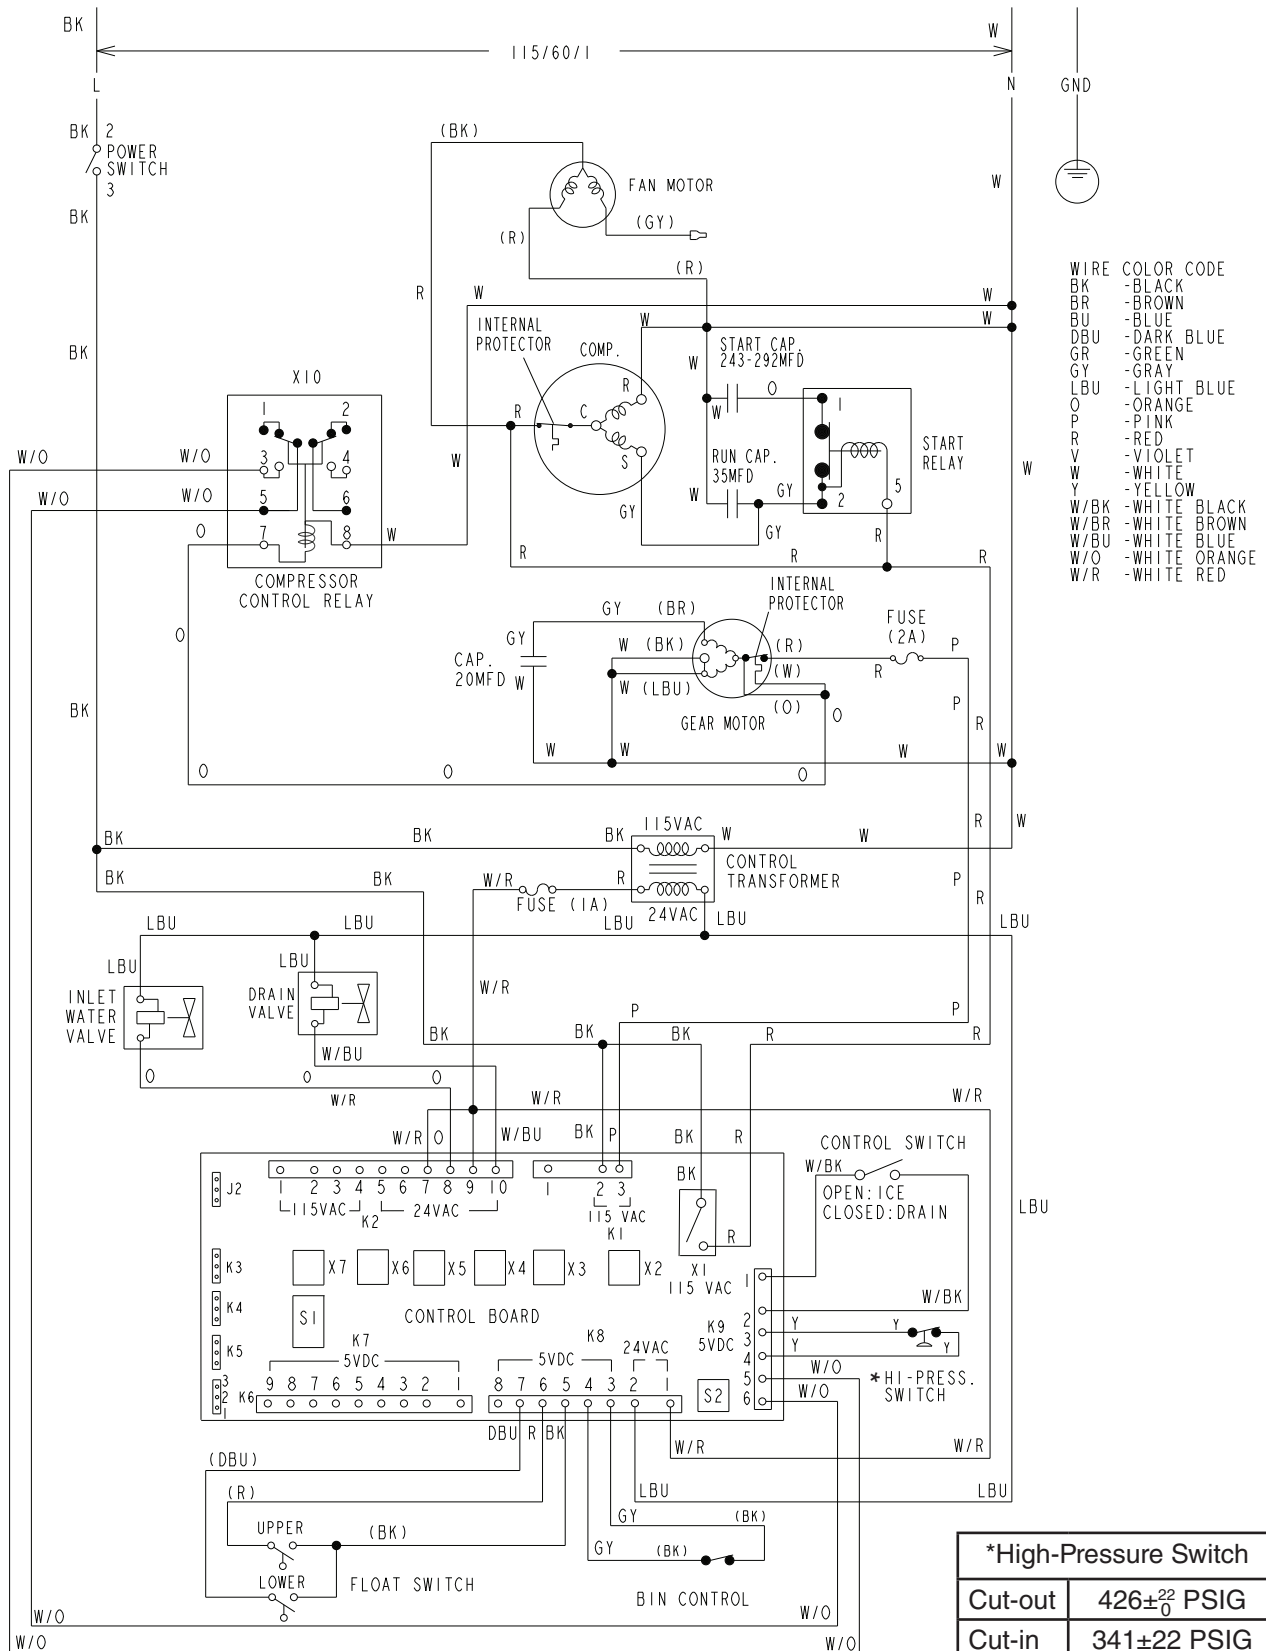 BK
W
115/60/1
L
N
GND
BK 2
POWER
SWITCH
3
BK
(BK)
FAN MOTOR
W
(GY)
(R)
(R)
WIRE COLOR CODE
BK -BLACK
BR -BROWN
BU -BLUE
DBU -DARK BLUE
GR -GREEN
GY -GRAY
LBU -LIGHT BLUE
O -ORANGE
P -PINK
R -RED
V -VIOLET
W -WHITE
Y -YELLOW
W/BK -WHITE BLACK
W/BR -WHITE BROWN
W/BU -WHITE BLUE
W/O -WHITE ORANGE
W/R -WHITE RED
R
W
W
INTERNAL
PROTECTOR
W
W
BK
COMP.
START CAP.
243-292MFD
X10
W
R
O
1 2
R
C
W
1
W/O
W/O
3 4
W
S
RUN CAP.
35MFD
START
RELAY
W
W/O
W/O
5 6
W
GY
2
5
O
7 8
W
GY
GY
R
R
R
R
COMPRESSOR
CONTROL RELAY
INTERNAL
PROTECTOR
O
GY (BR)
FUSE
(2A)
GY
W (BK)
(R)
P
CAP.
20MFD
W
(W)
R
W (LBU)
(O)
O
P
BK
GEAR MOTOR
R
W
W
W
W
O
O
O
115VAC
R
W
BK
BK
BK
W
W
CONTROL
TRANSFORMER
BK
BK
W/R
R
P
FUSE (1A)
24VAC
R
LBU
LBU
LBU
LBU
LBU
LBU
LBU
INLET
WATER
VALVE
DRAIN
VALVE
W/R
P
P
BK
BK
BK
R
R
W/BU
O
O
O
W/R
W/R
W/R
W/R O
W/BU
BK P
BK
R
CONTROL SWITCH
W/BK
BK
OPEN:ICE
CLOSED:DRAIN
LBU
J2
1 2 3 4 5 6 7 8 9 10
1 2 3
115VAC
K2
24VAC
115 VAC
K1
R
K3
X7 X6 X5 X4 X3 X2
X1
115 VAC
1
W/BK
K4
S1
CONTROL BOARD
2
K9
5VDC
3
Y
Y
K5
K7
5VDC
K8
5VDC
24VAC
4
Y
Y
W/O
*HI-PRESS.
SWITCH
5
W/O
6
3
2
1
K6
9 8 7 6 5 4 3 2 1
8 7 6 5 4 3 2 1
S2
DBU R BK
W/R
W/R
(DBU)
(R)
LBU
LBU
GY
(BK)
UPPER
(BK)
GY
(BK)
LOWER
FLOAT SWITCH
BIN CONTROL
W/O
W/O
W/O
W/O
*High-Pressure Switch
Cut-out 426±22 0 PSIG
Cut-in 341±22 PSIG